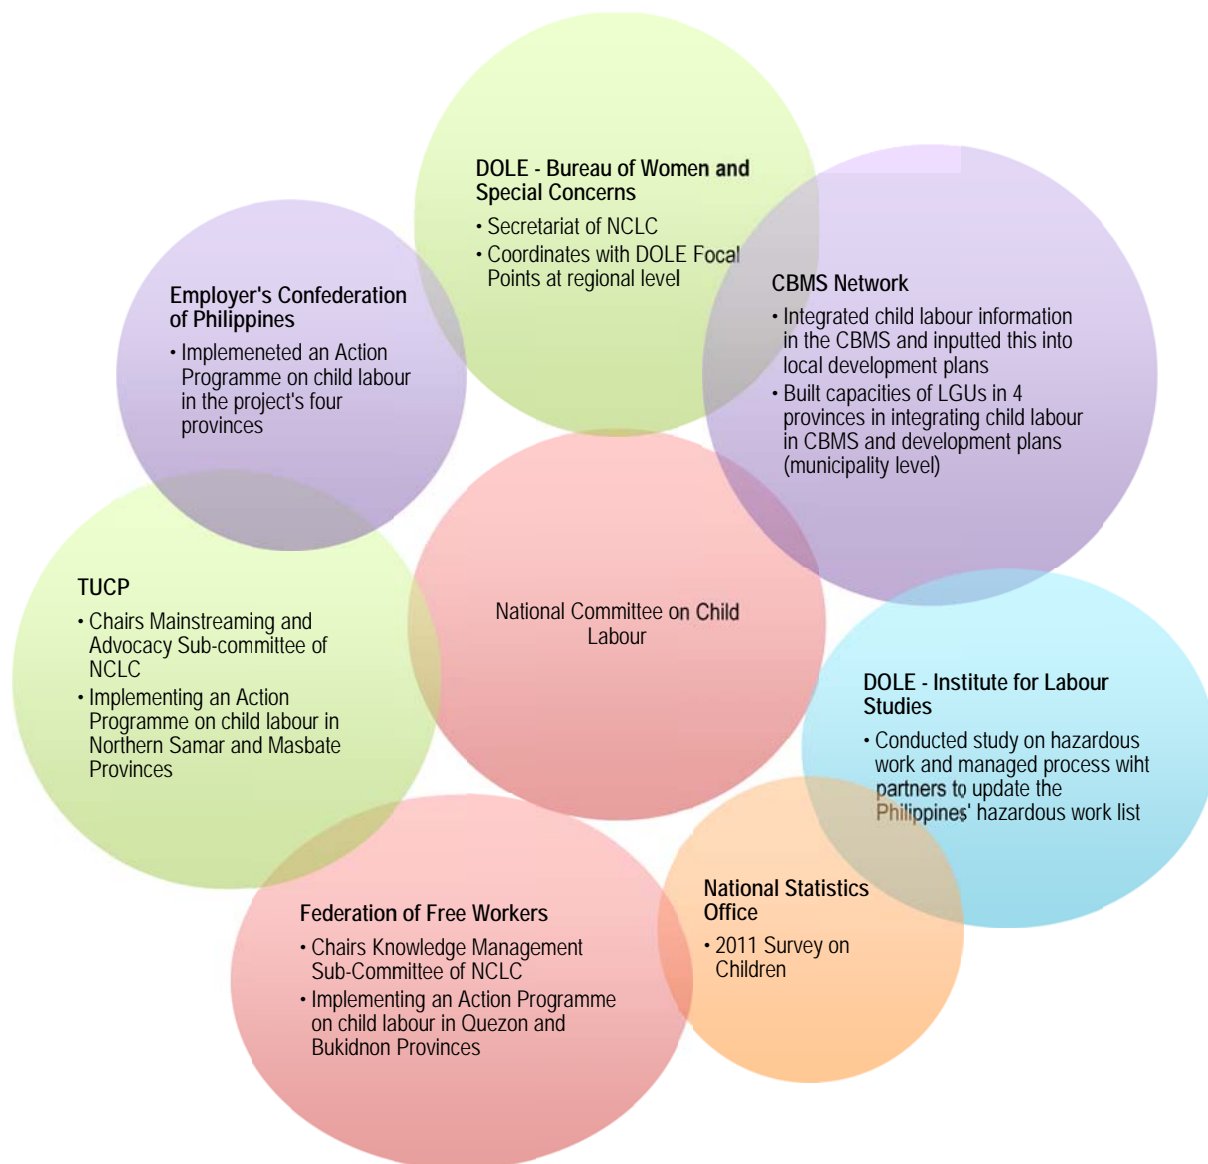 DOLE - Bureau of Women and
Special Concerns
• Secretariat of NCLC
• Coordinates with DOLE Focal
Points at regional level
CBMS Network
• Integrated child labour information
in the CBMS and inputted this into
local development plans
• Built capacities of LGUs in 4
provinces in integrating child labour
in CBMS and development plans
(municipality level)
Employer's Confederation
of Philippines
• Implemeneted an Action
Programme on child labour
in the project's four
provinces
National Committee on Child
Labour
TUCP
• Chairs Mainstreaming and
Advocacy Sub-committee of
NCLC
• Implementing an Action
Programme on child labour in
Northern Samar and Masbate
Provinces
DOLE - Institute for Labour
Studies
• Conducted study on hazardous
work and managed process wiht
partners to update the
Philippines' hazardous work list
National Statistics
Office
• 2011 Survey on
Children
Federation of Free Workers
• Chairs Knowledge Management
Sub-Committee of NCLC
• Implementing an Action Programme
on child labour in Quezon and
Bukidnon Provinces